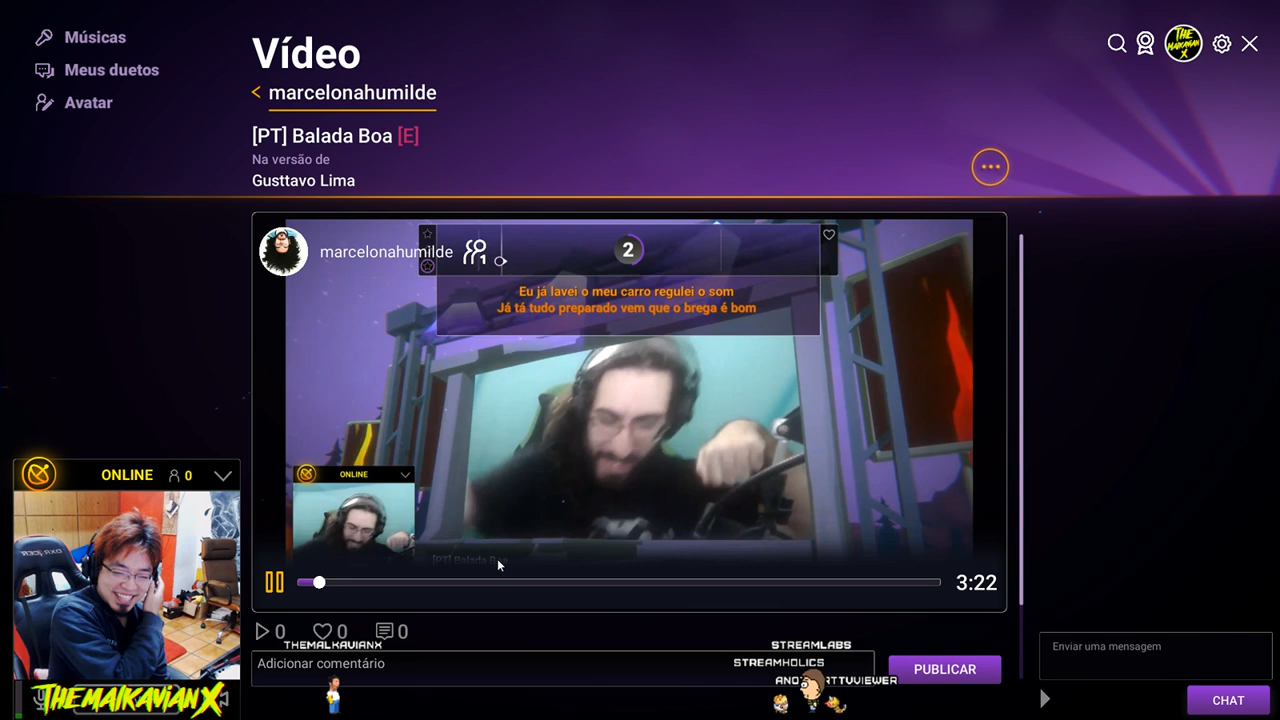 Músicas
Meus duetos
Avatar
Vídeo
< marcelonahumilde
[PT] Balada Boa [E]
Na versão de
Gusttavo Lima
THE MALKAVIAN X
marcelonahumilde
2
Eu já lavei o meu carro regulei o som
Já tá tudo preparado vem que o brega é bom
ONLINE
[PT] Balada Boa
3:22
ONLINE 0
THEMALKAVIANX
0 0 0
THEMALKAVIANX
STREAMLABS
Adicionar comentário
STREAMHOLICS
PUBLICAR
Enviar uma mensagem
CHAT